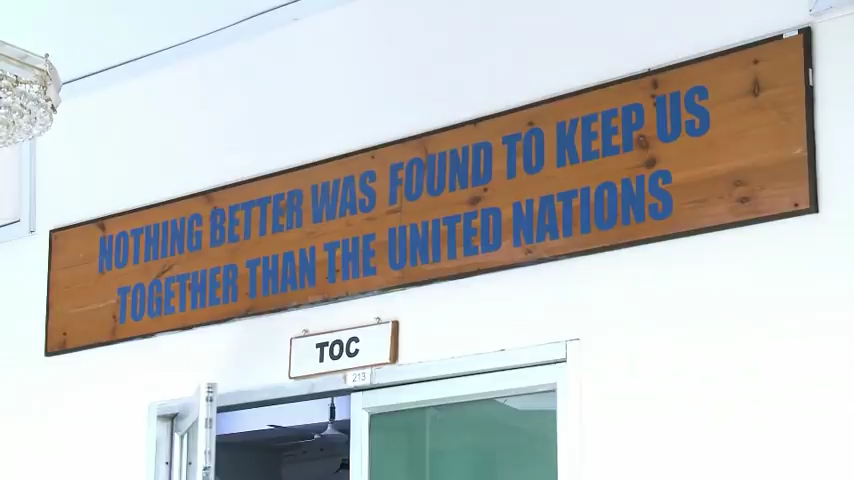 NOTHING BETTER WAS FOUND TO KEEP US
TOGETHER THAN THE UNITED NATIONS
TOC
213